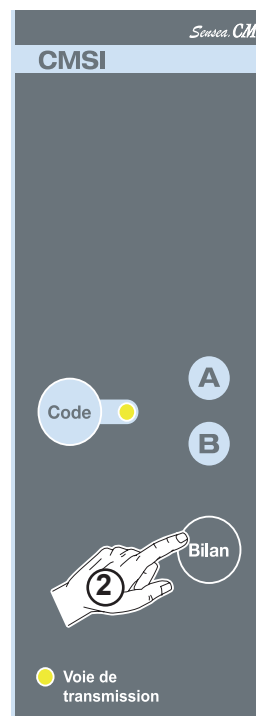 Sensea.CM
CMSI
A
Code
B
Bilan
2
Voie de
transmission